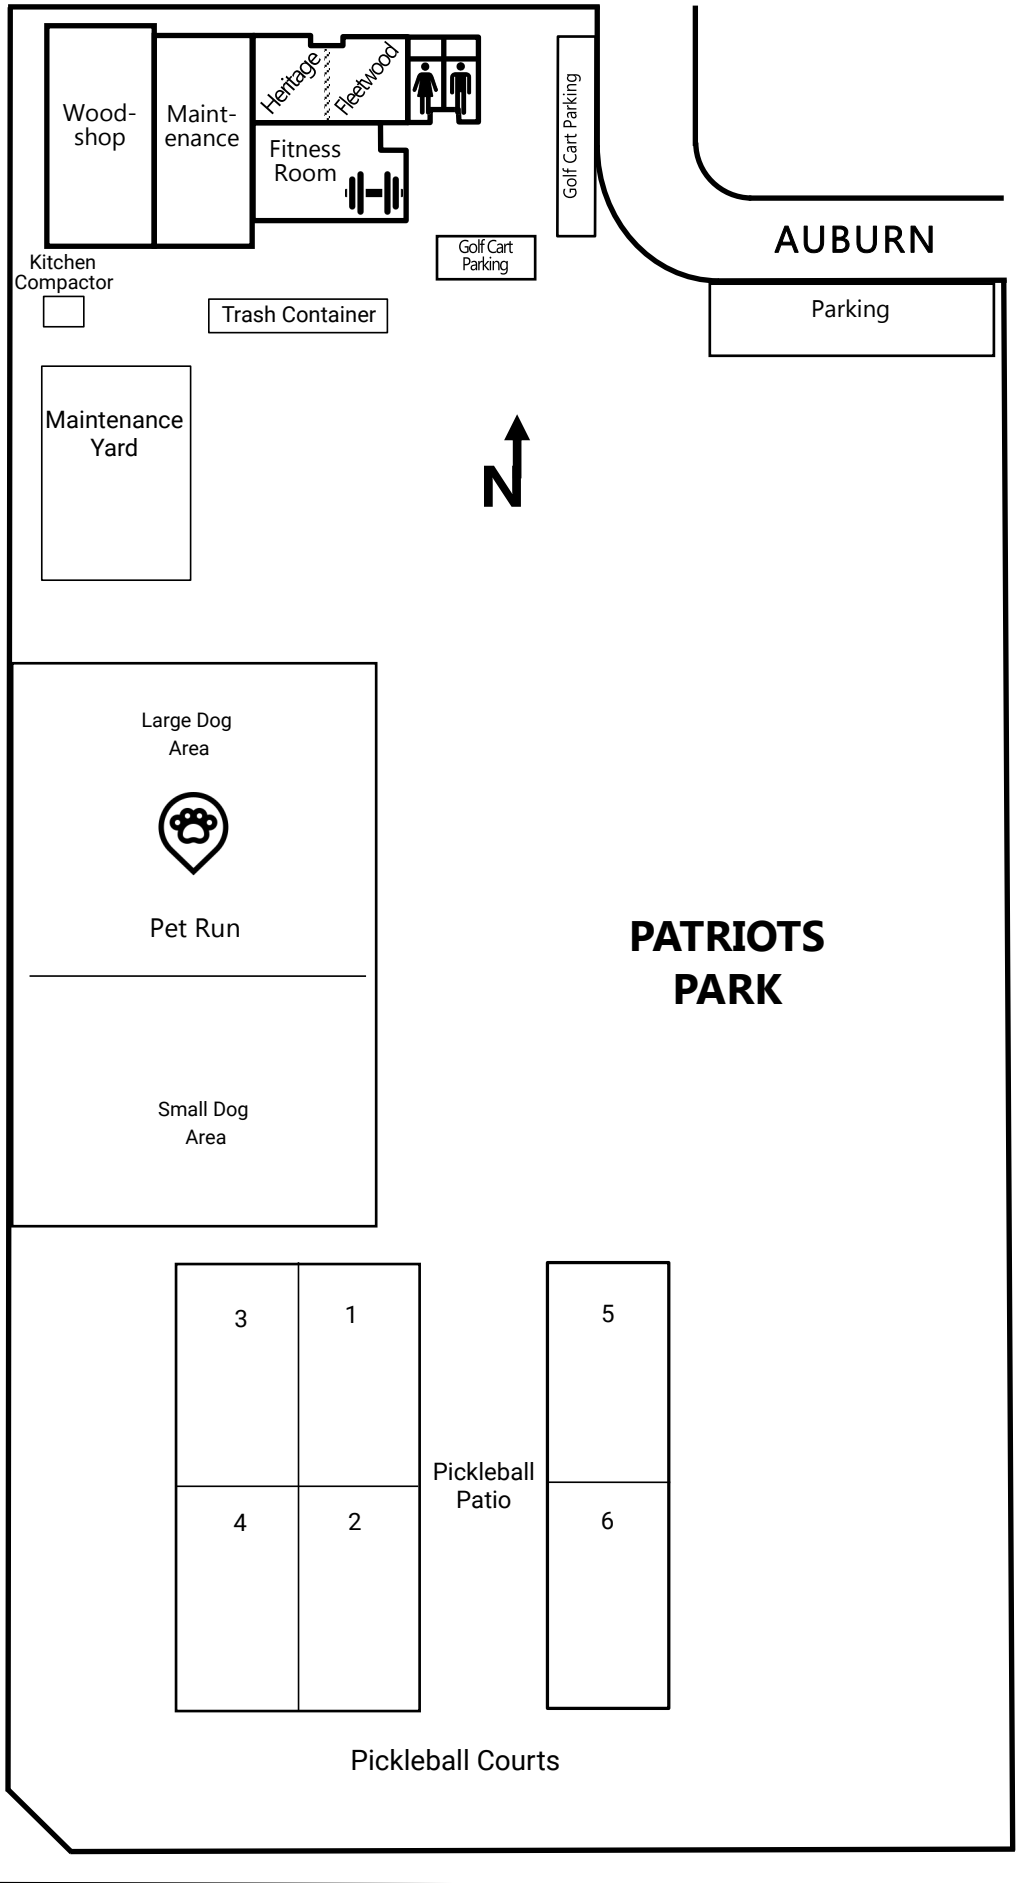 Wood-
shop
Maint-
enance
Heritage
Fleetwood
Fitness
Room
Golf Cart Parking
Golf Cart
Parking
AUBURN
Parking
Kitchen
Compactor
Trash Container
Maintenance
Yard
N
Large Dog
Area
Pet Run
Small Dog
Area
PATRIOTS
PARK
3
1
5
Pickleball
Patio
4
2
6
Pickleball Courts